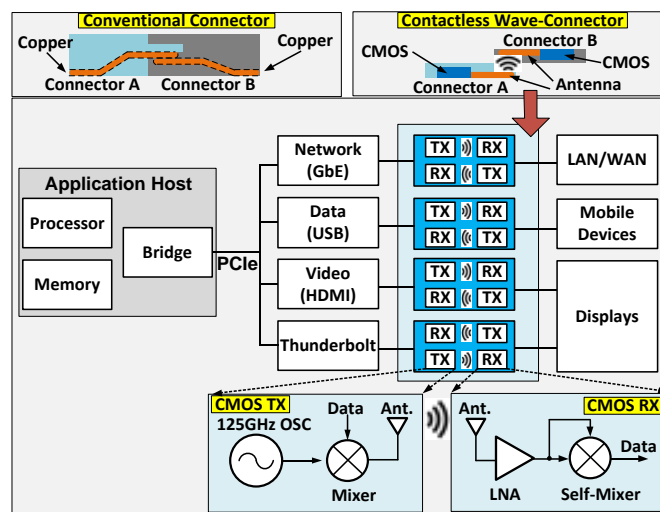 Conventional Connector
Copper
Copper
Connector A
Connector B
Contactless Wave-Connector
Connector B
CMOS
CMOS
Antenna
Connector A
Application Host
Processor
Memory
Bridge
PCIe
Network
(GbE)
Data
(USB)
Video
(HDMI)
Thunderbolt
TX RX
RX TX
TX RX
RX TX
TX RX
RX TX
RX TX
TX RX
LAN/WAN
Mobile
Devices
Displays
CMOS TX
125GHz OSC
Data
Ant.
Mixer
CMOS RX
Ant.
LNA
Self-Mixer
Data